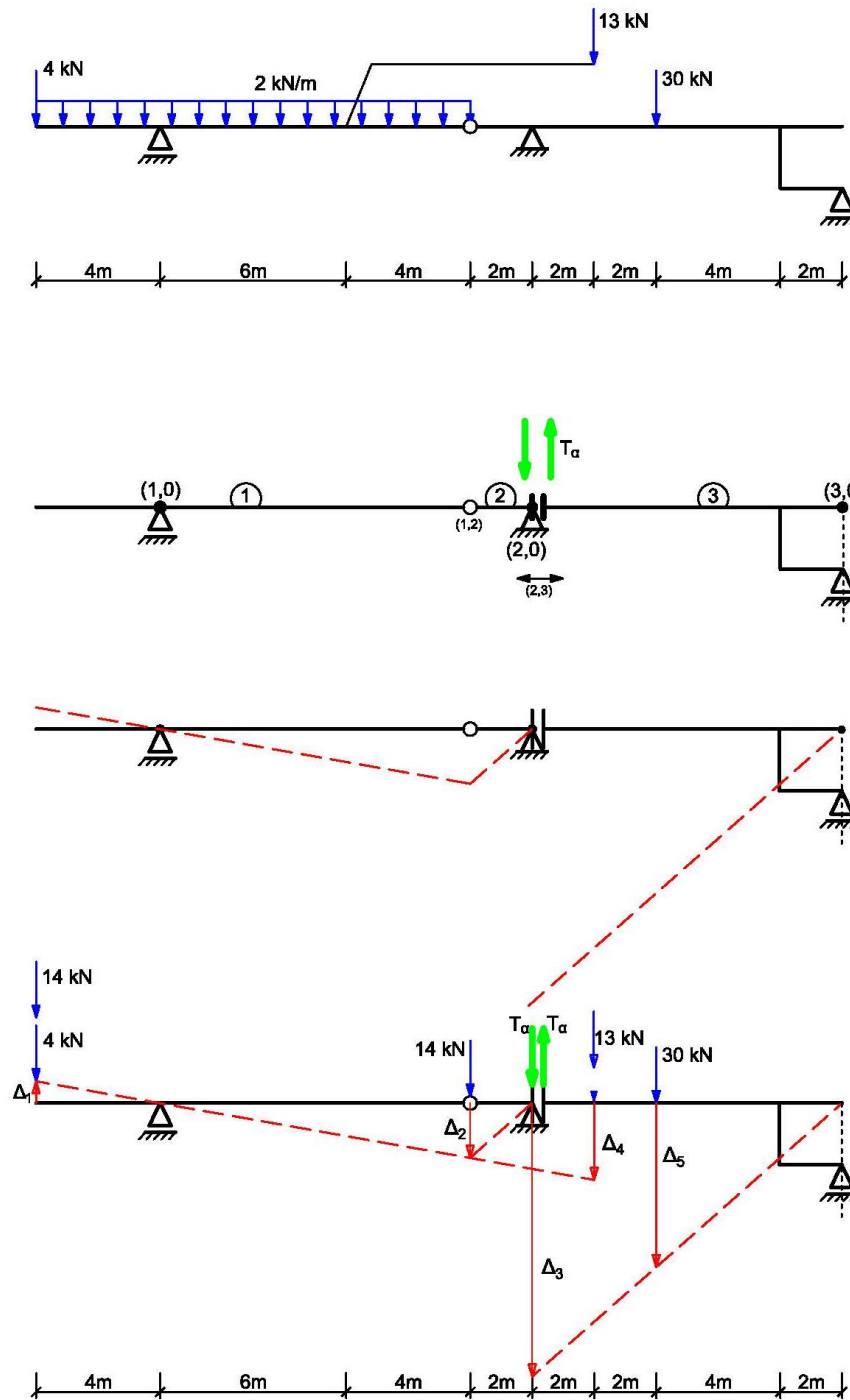 13 kN
4 kN
2 kN/m
30 kN
4m 6m 4m 2m 2m 2m 4m 2m
Tα
(1,0) 1 2 3 (3,
(1,2)
(2,0)
(2,3)
14 kN
Tα Tα 13 kN
4 kN 14 kN 30 kN
Δ1
Δ2 Δ4
Δ5
Δ3
4m 6m 4m 2m 2m 2m 4m 2m